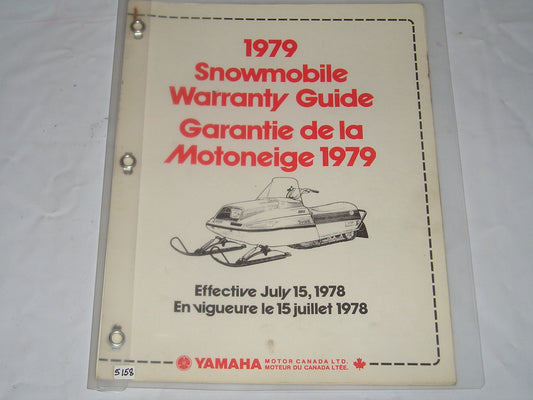 1979
Snowmobile
Warranty Guide
Garantie de la
Motoneige 1979
Effective July 15, 1978
En vigueure le 15 juillet 1978
YAMAHA MOTOR CANADA LTD.
MOTEUR DU CANADA LTÉE.
5158